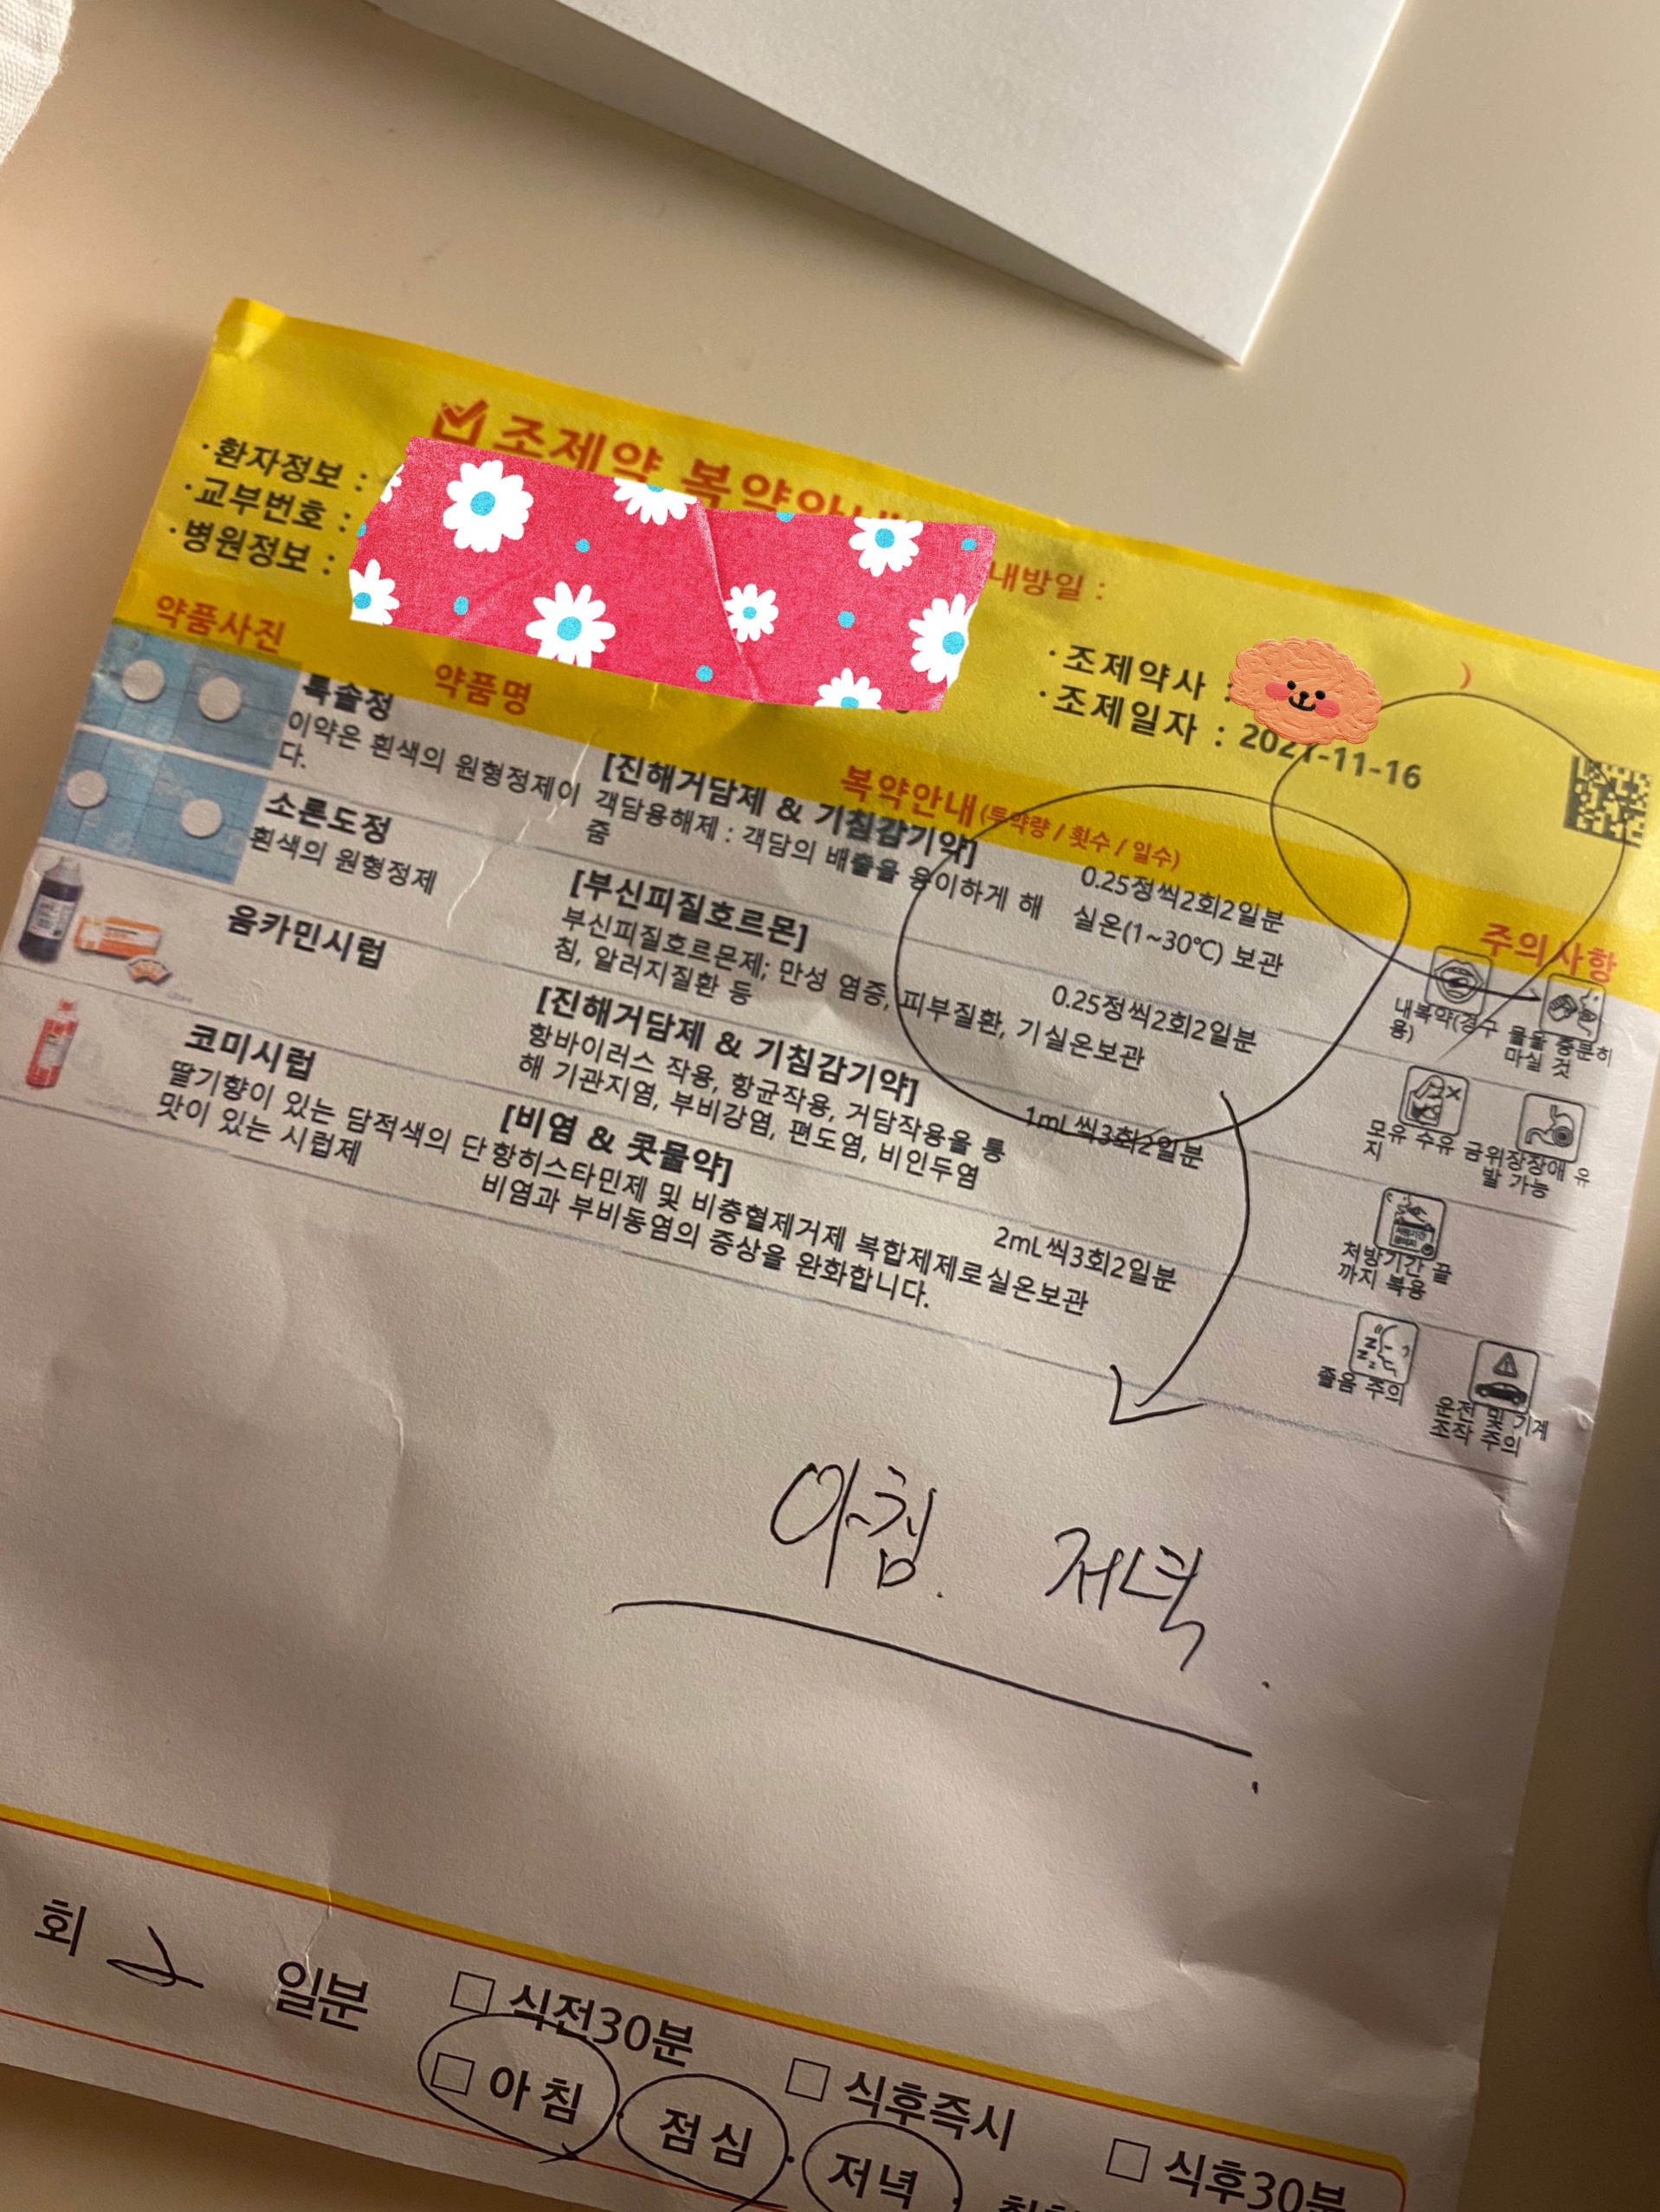 조제약 복약안내
·환자정보 :
·교부번호 :
·병원정보 :
내방일 :
·조제약사 :
·조제일자 : 2021-11-16
약품사진 약품명 복약안내(투약량 / 횟수 / 일수) 주의사항
록솔정
이약은 흰색의 원형정제이
다.
[진해거담제 & 기침감기약]
객담용해제 : 객담의 배출을 용이하게 해
줌
0.25정씩2회2일분
실온(1~30℃) 보관
내복약(경구
용)
물을 충분히
마실 것
소론도정
흰색의 원형정제
[부신피질호르몬]
부신피질호르몬제; 만성 염증, 피부질환, 기
침, 알러지질환 등
0.25정씩2회2일분
실온보관
모유 수유 금
지
위장장애 유
발 가능
움카민시럽
[진해거담제 & 기침감기약]
항바이러스 작용, 항균작용, 거담작용을 통
해 기관지염, 부비강염, 편도염, 비인두염
1mL씩3회2일분
처방기간 끝
까지 복용
코미시럽
딸기향이 있는 담적색의 단
맛이 있는 시럽제
[비염 & 콧물약]
항히스타민제 및 비충혈제거제 복합제제로
비염과 부비동염의 증상을 완화합니다.
2mL씩3회2일분
실온보관
졸음 주의
운전 및 기계
조작 주의
아침. 저녁.
회 2 일분
□ 식전30분 □ 식후즉시 □ 식후30분
□ 아침 · 점심 · 저녁 ·